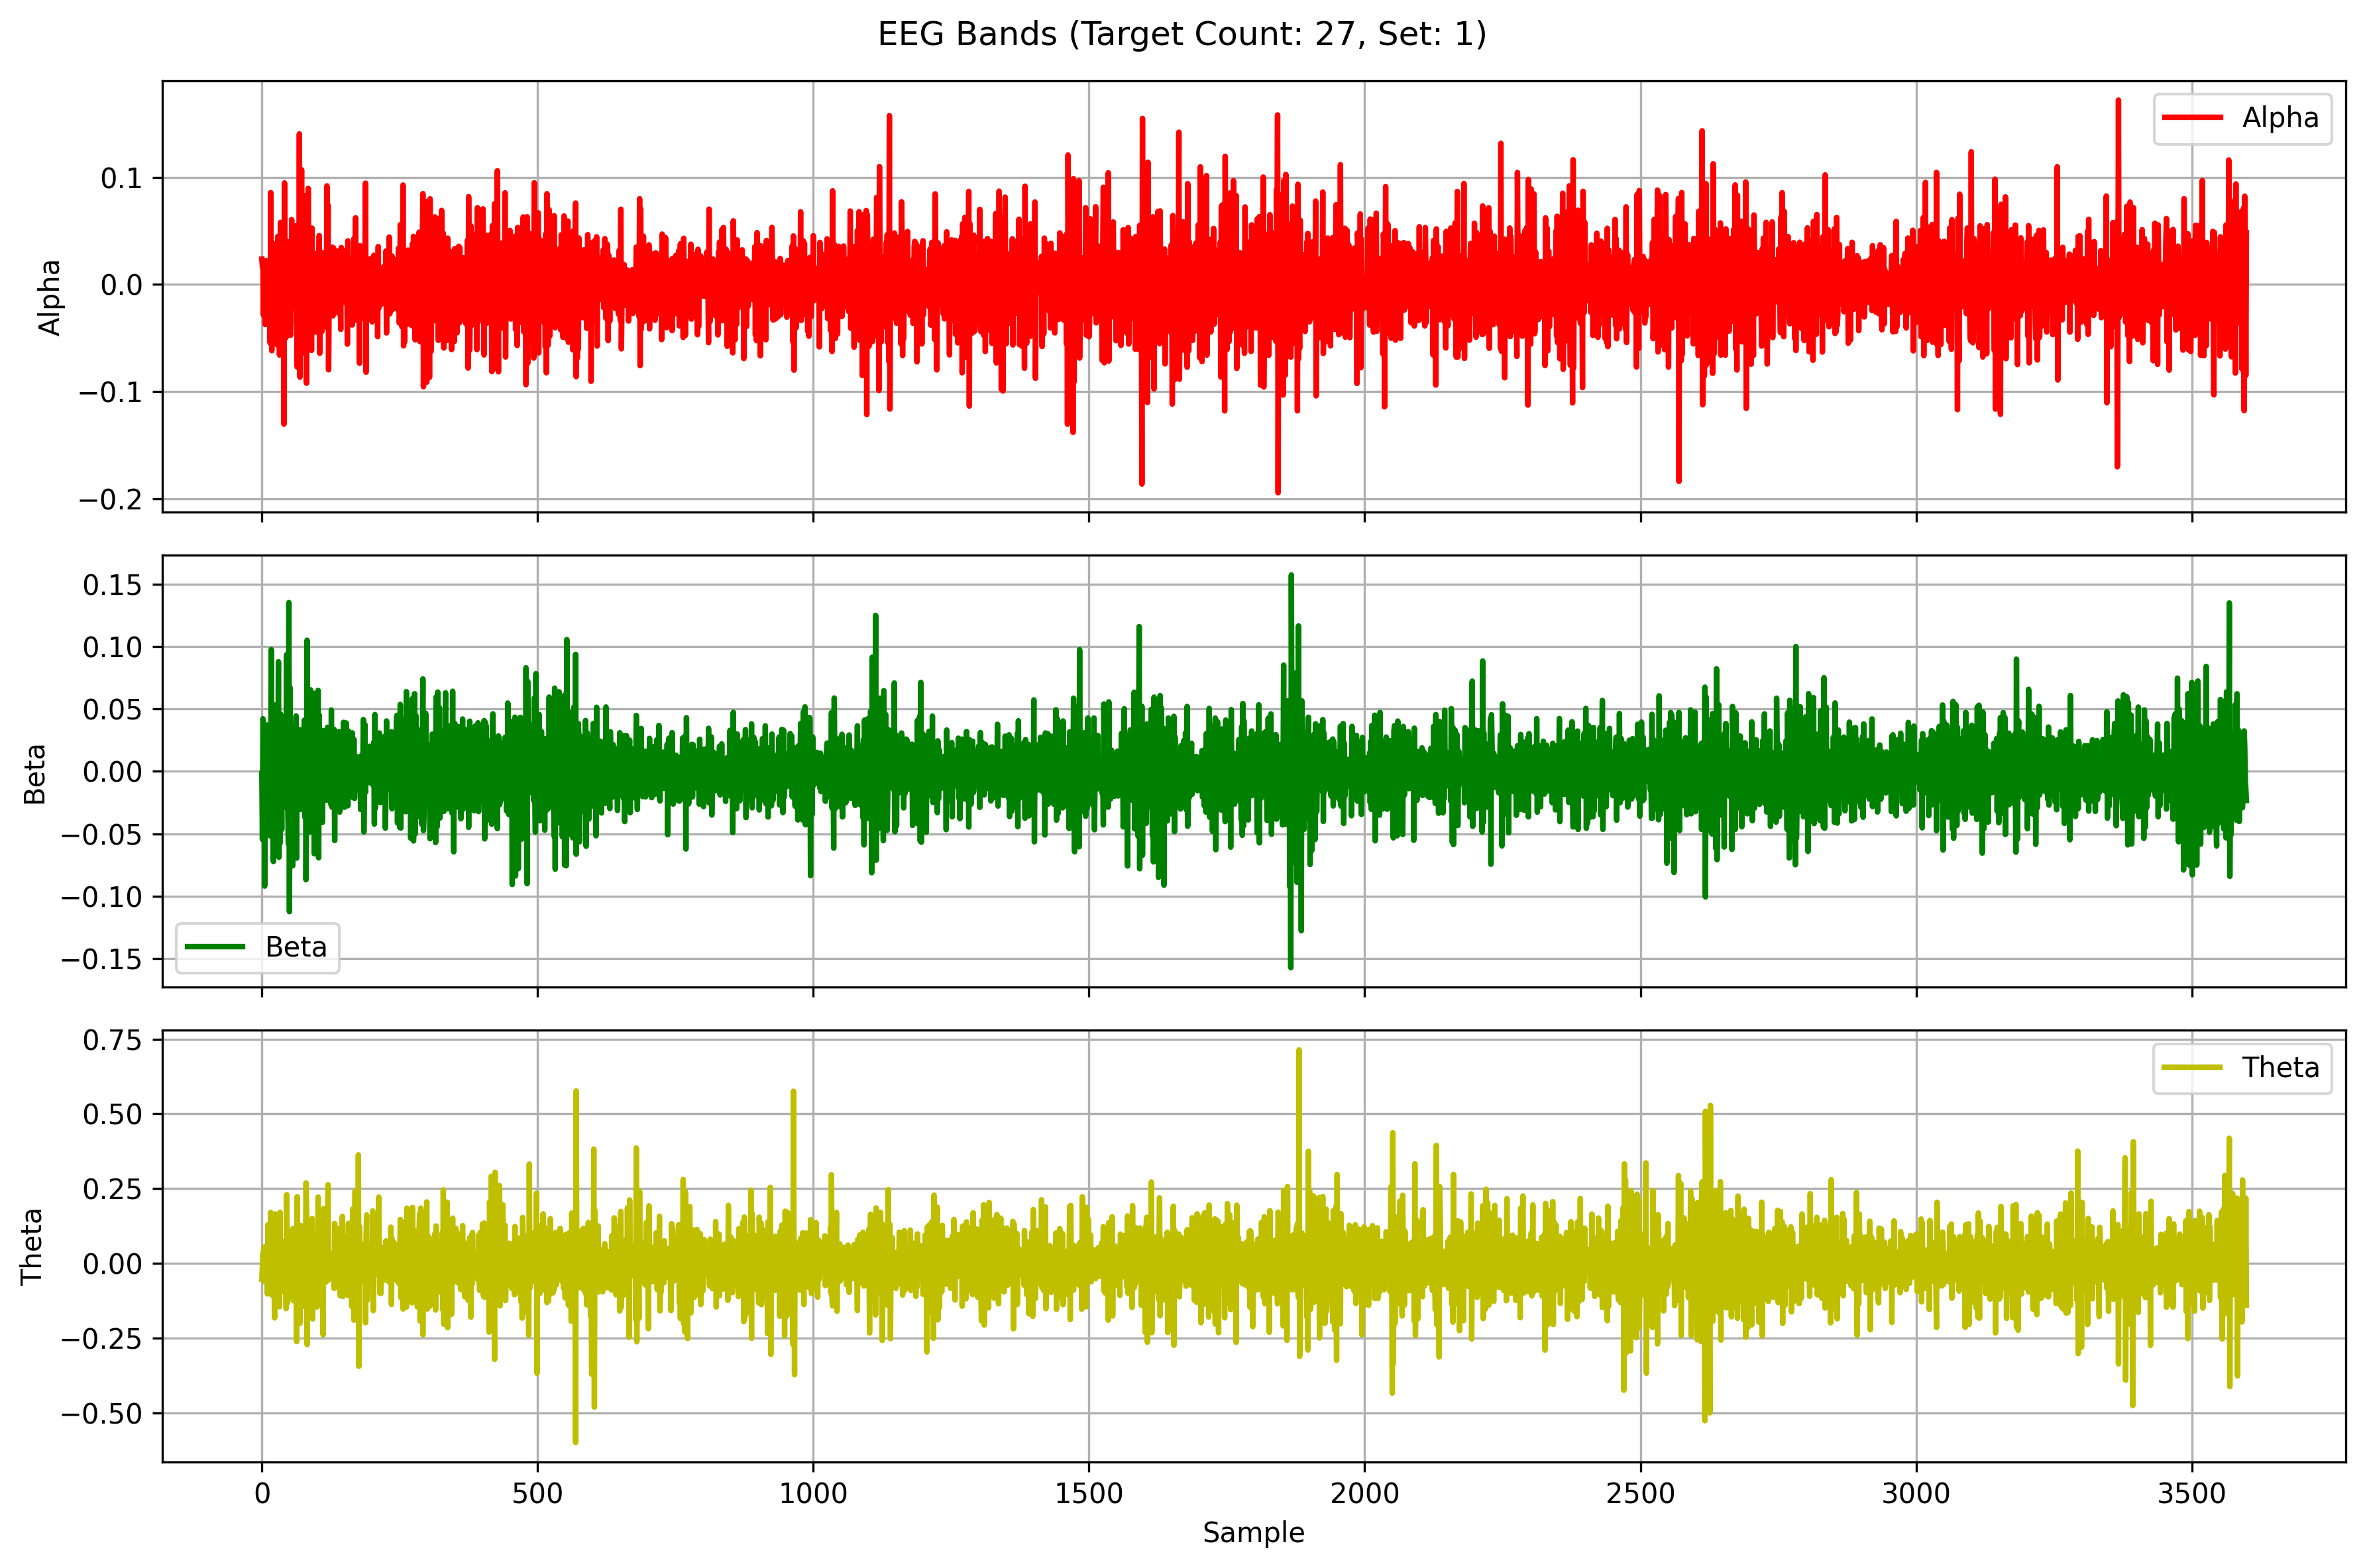 EEG Bands (Target Count: 27, Set: 1)
Alpha
0.1
0.0
−0.1
−0.2
Alpha
0.15
0.10
0.05
0.00
−0.05
−0.10
−0.15
Beta
Beta
0.75
0.50
0.25
0.00
−0.25
−0.50
Theta
Theta
0 500 1000 1500 2000 2500 3000 3500
Sample